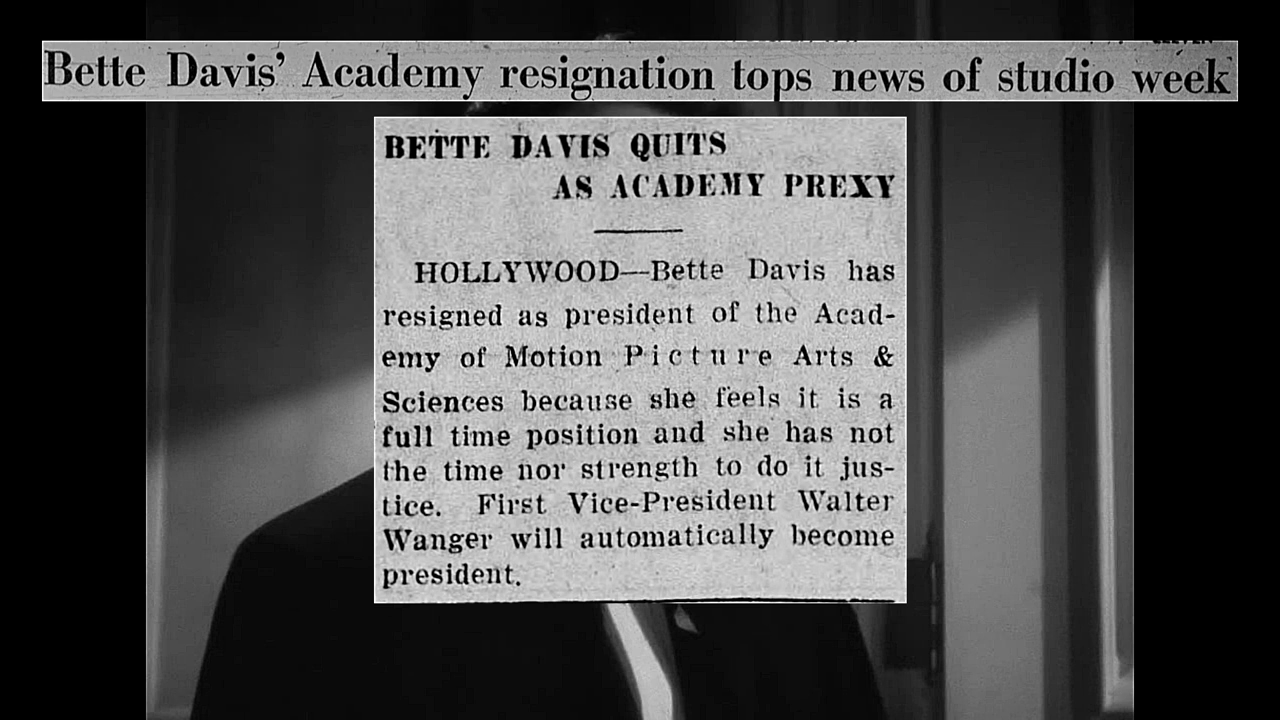 Bette Davis' Academy resignation tops news of studio week
BETTE DAVIS QUITS
AS ACADEMY PREXY
HOLLYWOOD—Bette Davis has
resigned as president of the Acad-
emy of Motion Picture Arts &
Sciences because she feels it is a
full time position and she has not
the time nor strength to do it jus-
tice. First Vice-President Walter
Wanger will automatically become
president.